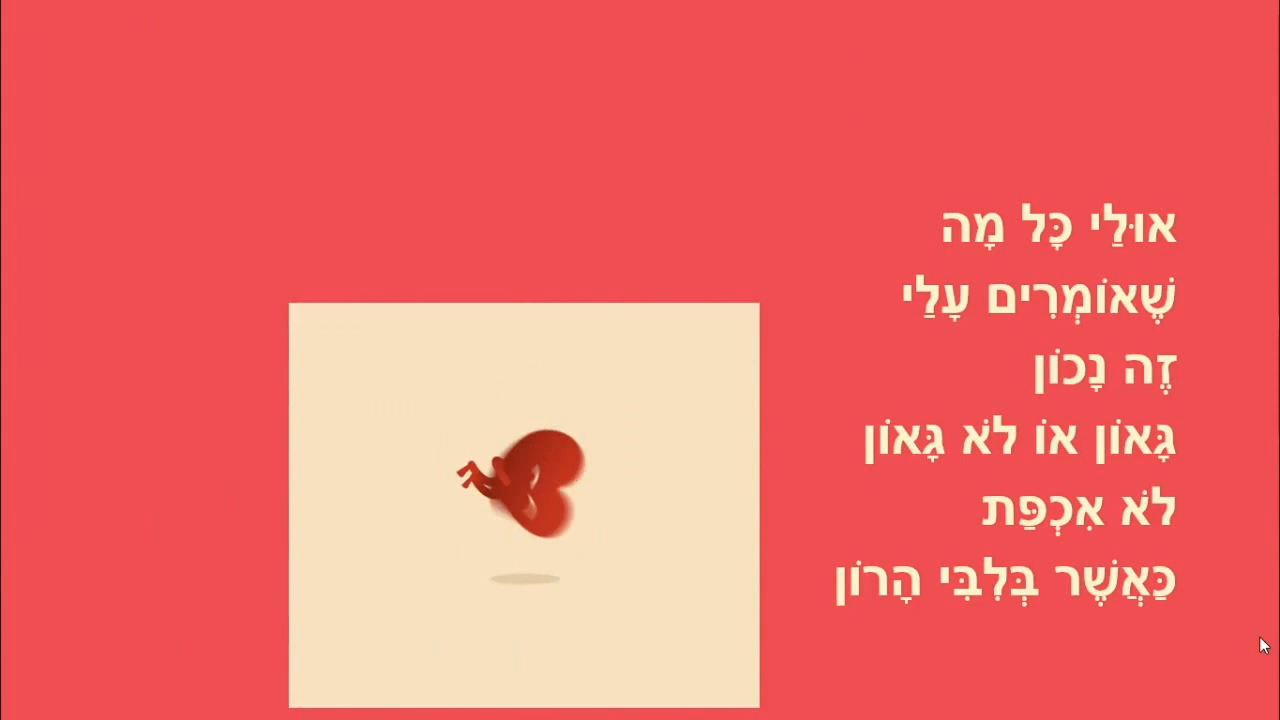 אוּלַי כָּל מָה
שֶׁאוֹמְרִים עָלַי
זֶה נָכוֹן
גָּאוֹן אוֹ לֹא גָּאוֹן
לֹא אִכְפַּת
כַּאֲשֶׁר בְּלִבִּי הָרוֹן